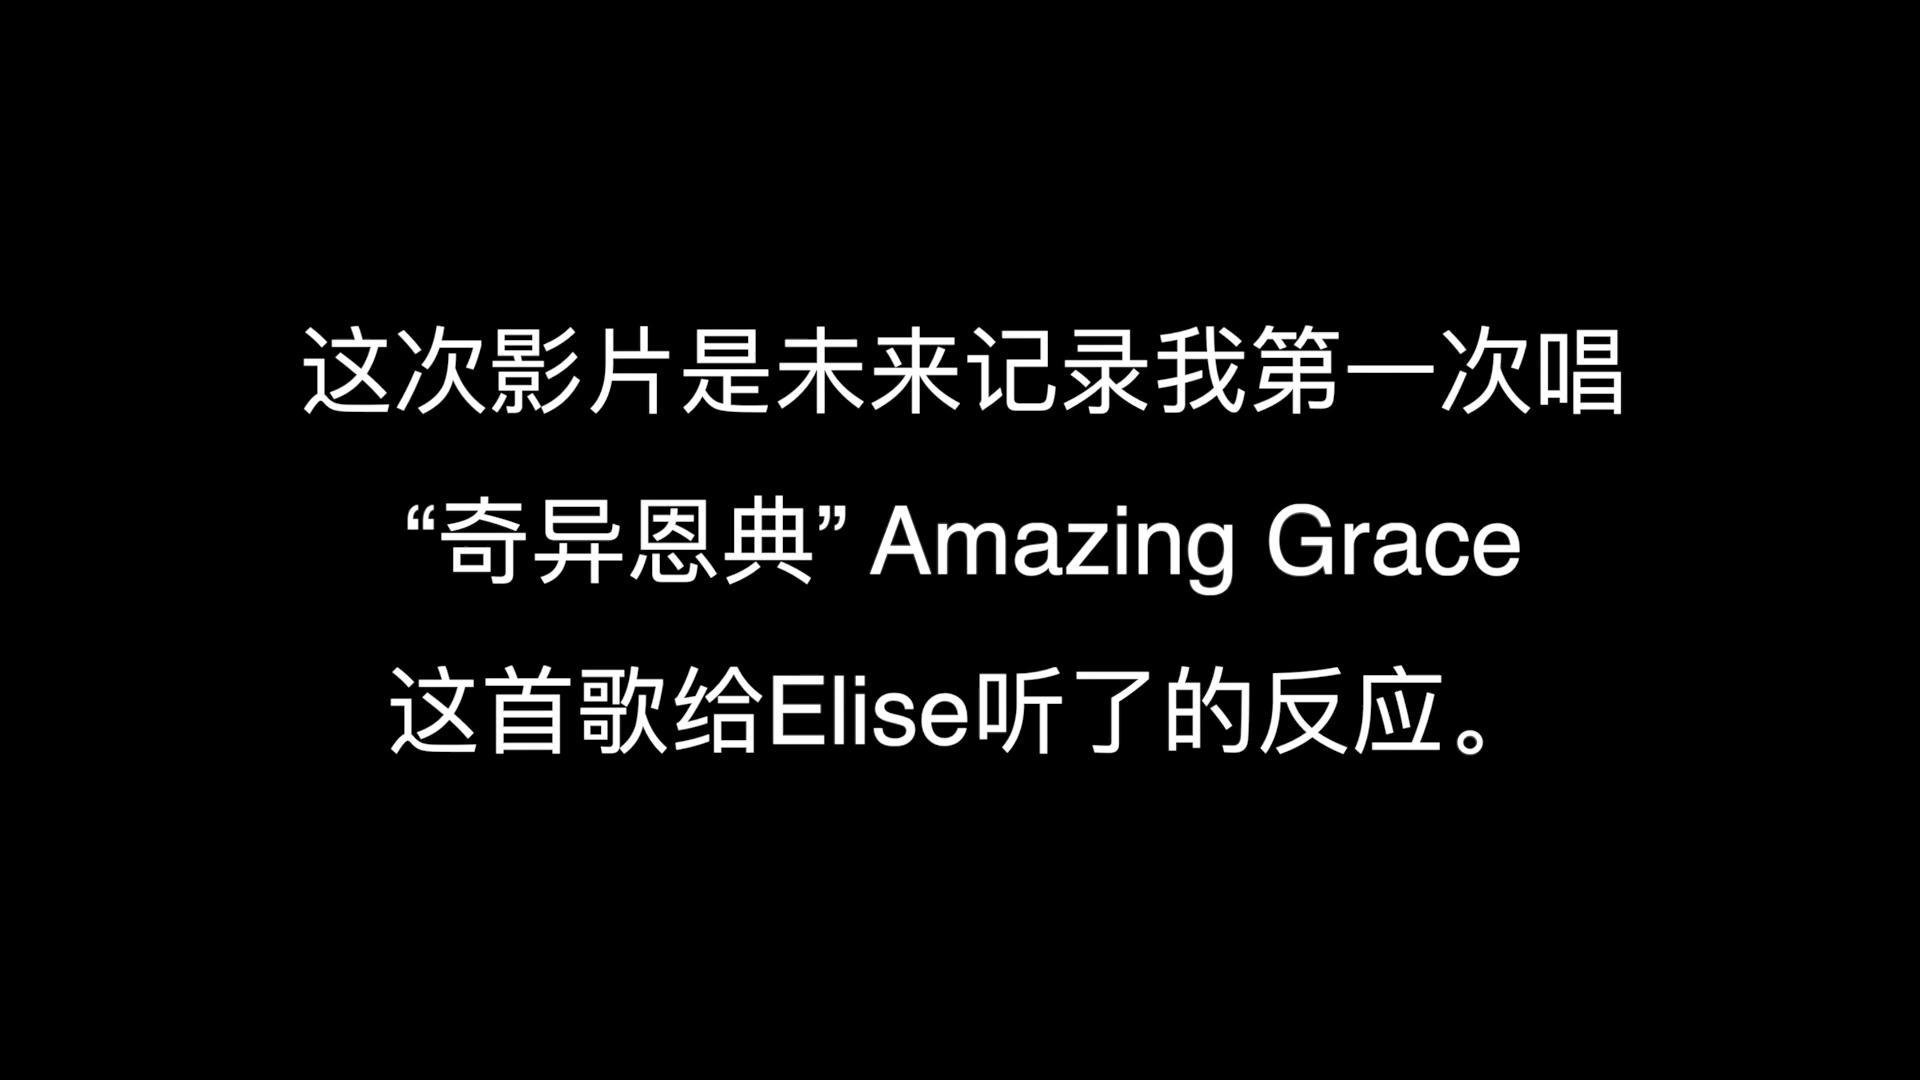 这次影片是未来记录我第一次唱
“奇异恩典” Amazing Grace
这首歌给Elise听了的反应。